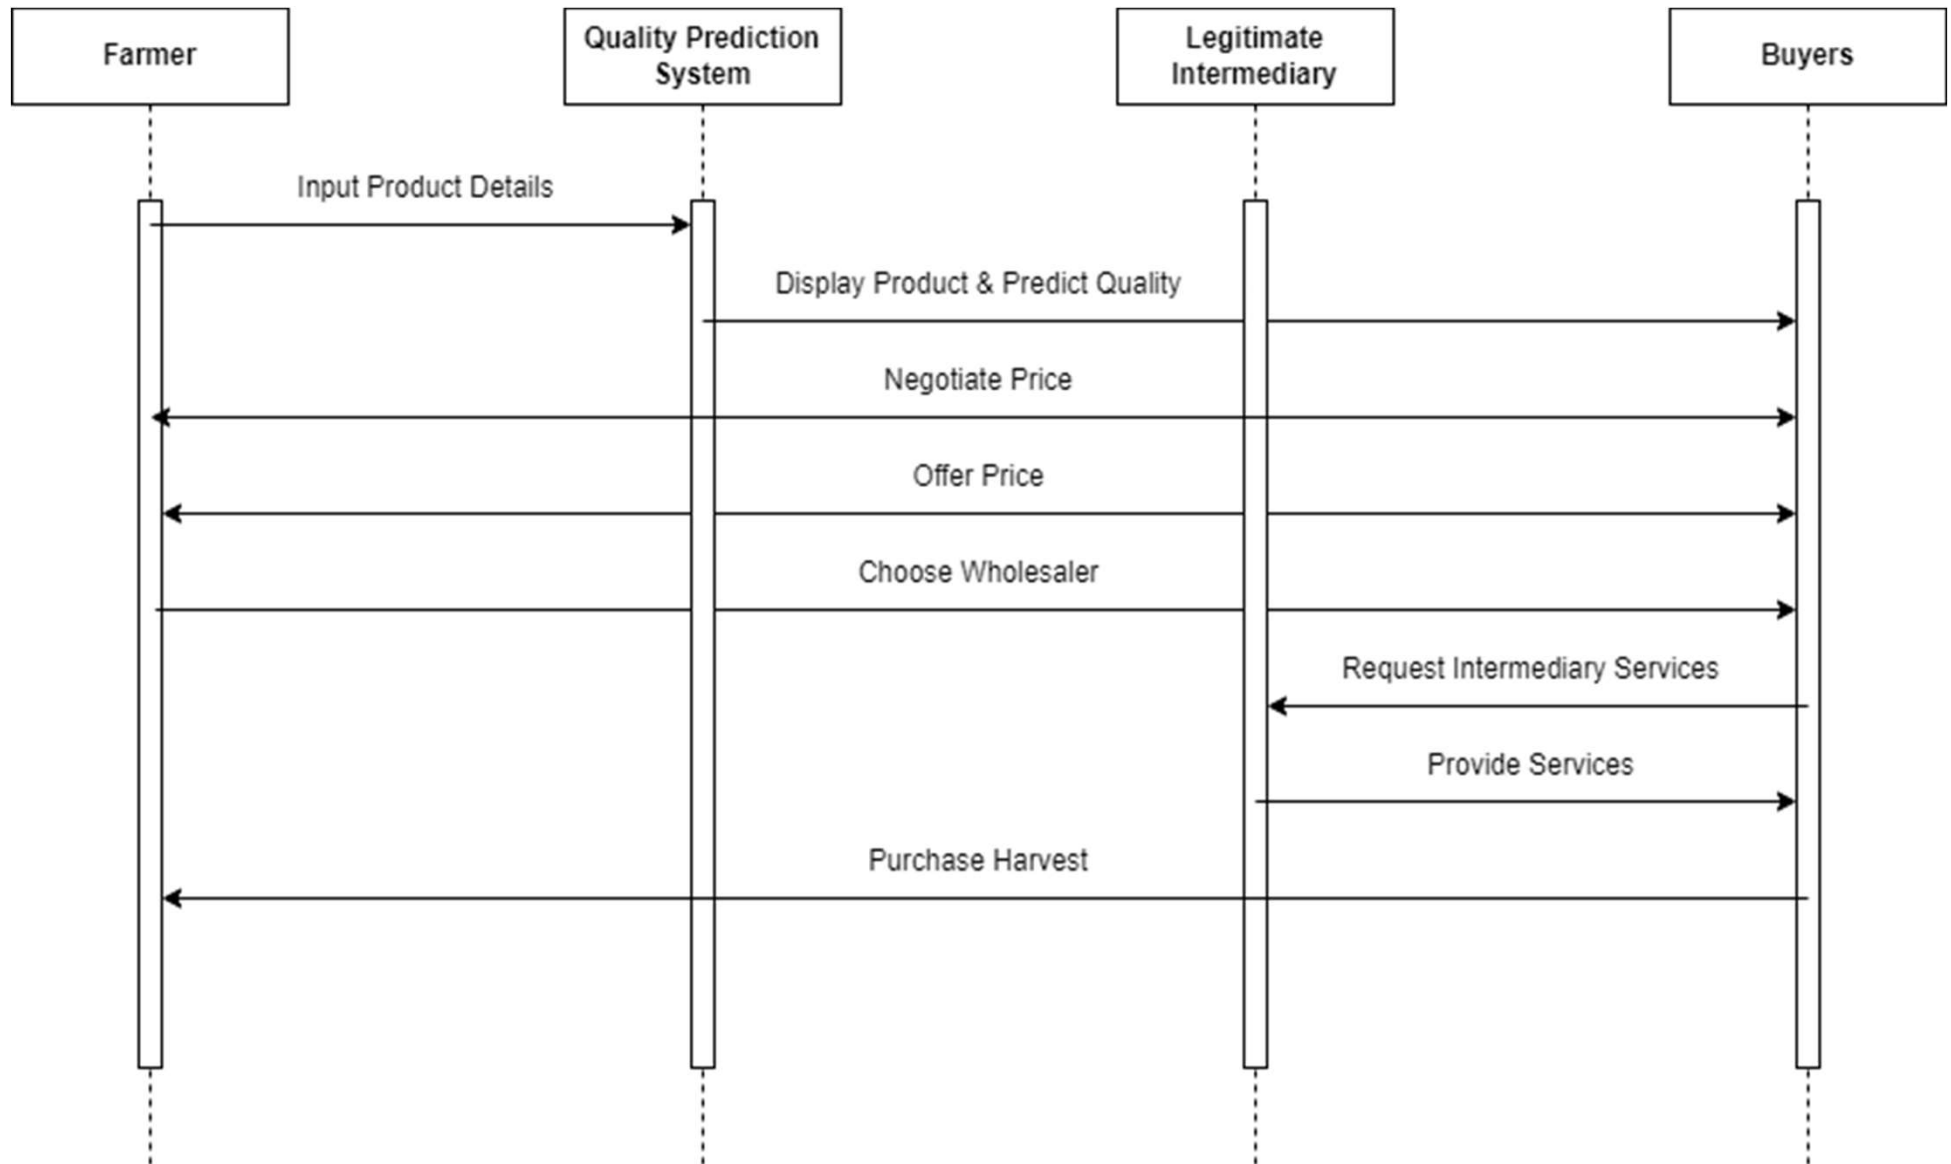 Farmer
Quality Prediction
System
Legitimate
Intermediary
Buyers
Input Product Details
Display Product & Predict Quality
Negotiate Price
Offer Price
Choose Wholesaler
Request Intermediary Services
Provide Services
Purchase Harvest